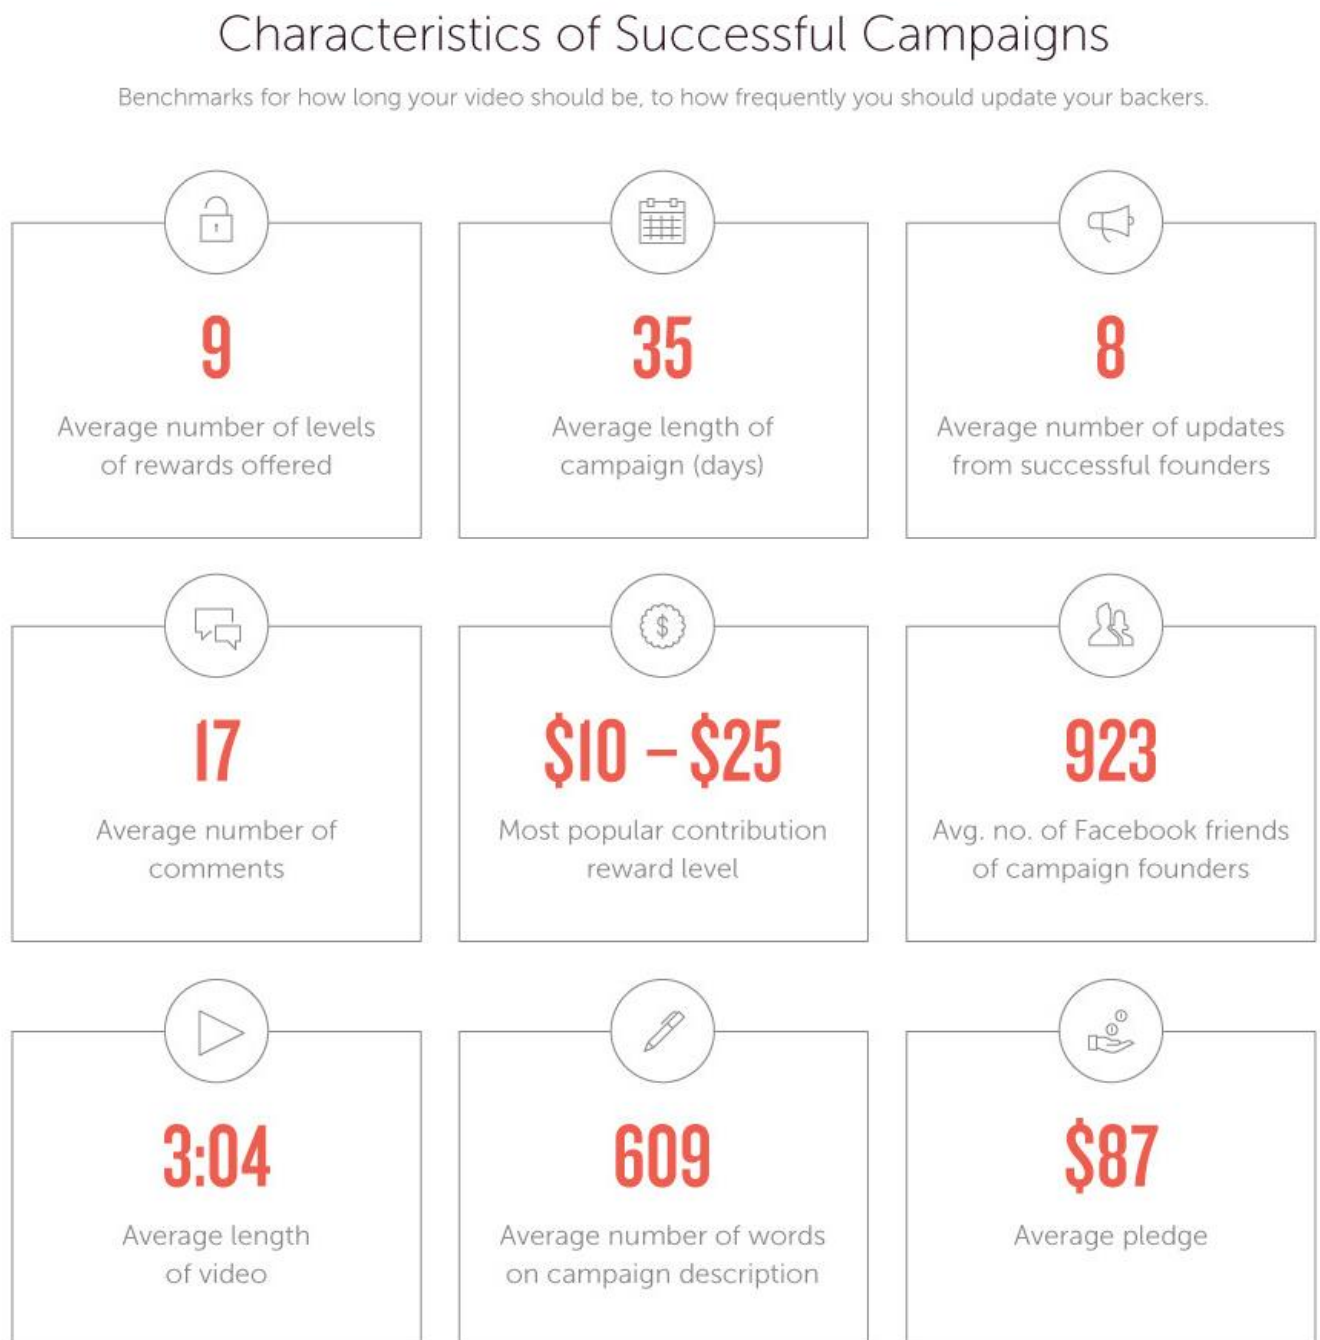 Characteristics of Successful Campaigns
Benchmarks for how long your video should be, to how frequently you should update your backers.
9
Average number of levels
of rewards offered
35
Average length of
campaign (days)
8
Average number of updates
from successful founders
17
Average number of
comments
$
$10 – $25
Most popular contribution
reward level
923
Avg. no. of Facebook friends
of campaign founders
3:04
Average length
of video
609
Average number of words
on campaign description
$87
Average pledge